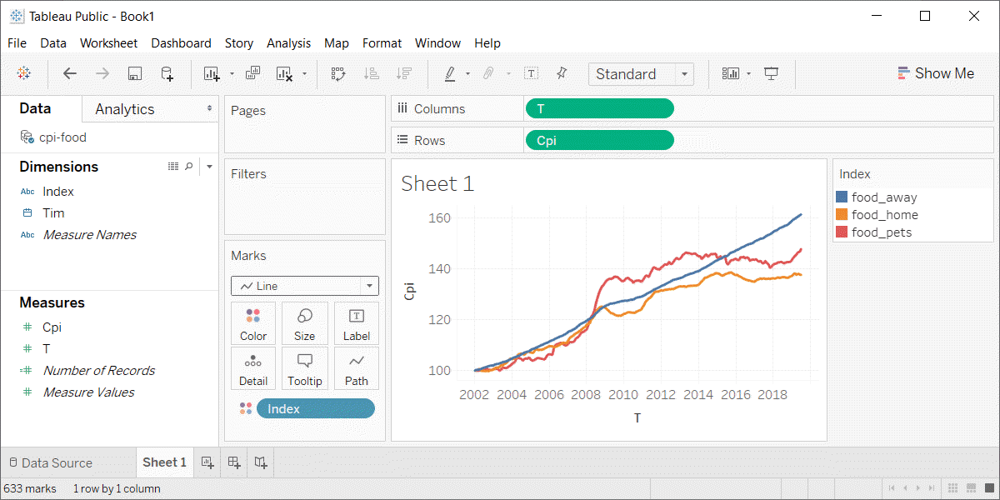 Tableau Public - Book1
File Data Worksheet Dashboard Story Analysis Map Format Window Help
Standard
Show Me
Data
Analytics
cpi-food
Dimensions
Abc Index
Tim
Abc Measure Names
Measures
# Cpi
# T
=# Number of Records
# Measure Values
Pages
Filters
Marks
Line
Color
Size
T
Label
Detail
Tooltip
Path
Index
Columns
T
Rows
Cpi
Sheet 1
160
140
120
100
Cpi
2002 2004 2006 2008 2010 2012 2014 2016 2018
T
Index
food_away
food_home
food_pets
Data Source
Sheet 1
633 marks 1 row by 1 column